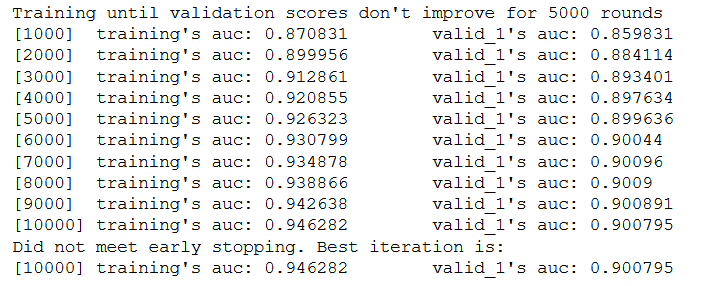 Training until validation scores don't improve for 5000 rounds
[1000] training's auc: 0.870831 valid_1's auc: 0.859831
[2000] training's auc: 0.899956 valid_1's auc: 0.884114
[3000] training's auc: 0.912861 valid_1's auc: 0.893401
[4000] training's auc: 0.920855 valid_1's auc: 0.897634
[5000] training's auc: 0.926323 valid_1's auc: 0.899636
[6000] training's auc: 0.930799 valid_1's auc: 0.90044
[7000] training's auc: 0.934878 valid_1's auc: 0.90096
[8000] training's auc: 0.938866 valid_1's auc: 0.9009
[9000] training's auc: 0.942638 valid_1's auc: 0.900891
[10000] training's auc: 0.946282 valid_1's auc: 0.900795
Did not meet early stopping. Best iteration is:
[10000] training's auc: 0.946282 valid_1's auc: 0.900795